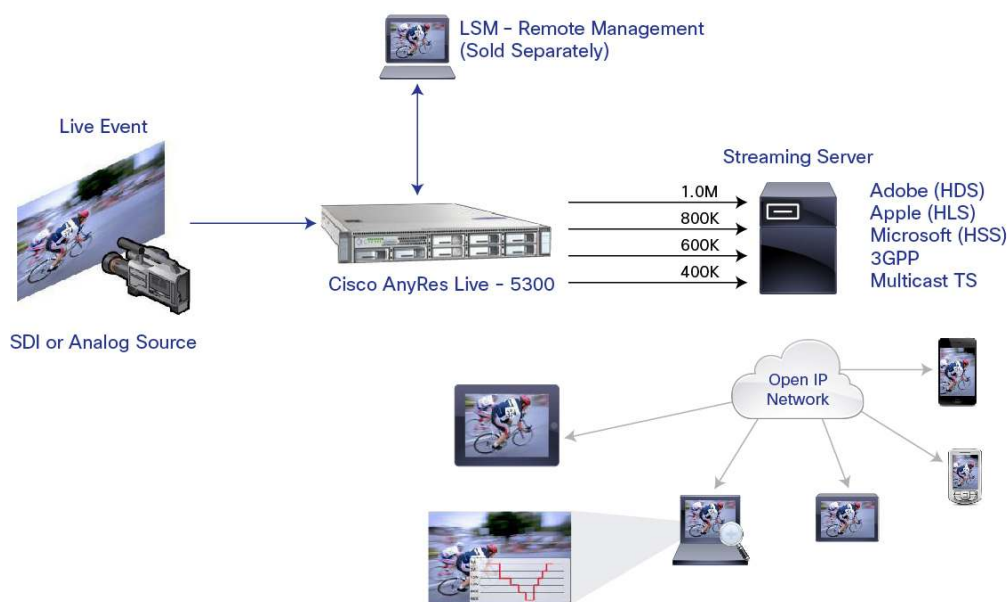 LSM - Remote Management
(Sold Separately)
Live Event
Streaming Server
1.0M
800K
600K
400K
Adobe (HDS)
Apple (HLS)
Microsoft (HSS)
3GPP
Multicast TS
Cisco AnyRes Live - 5300
SDI or Analog Source
Open IP
Network